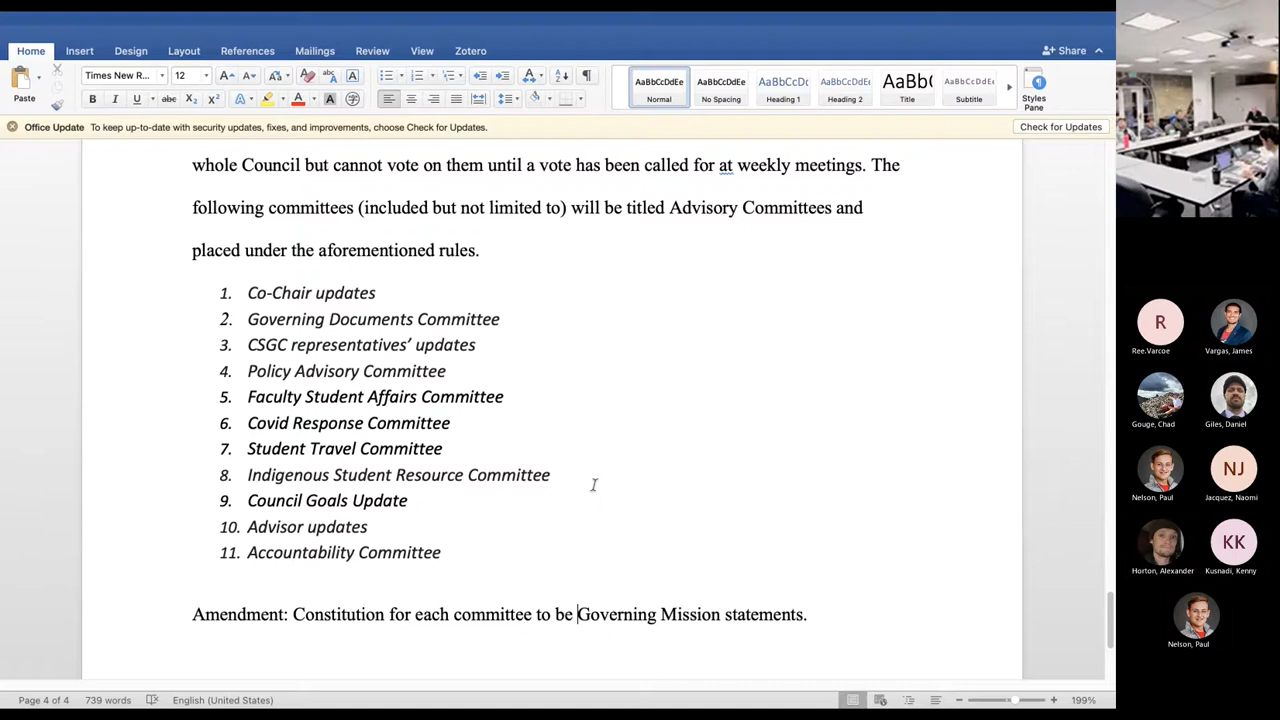 Home Insert Design Layout References Mailings Review View Zotero Share
Times New R... 12
AaBbCcDdEe AaBbCcDdEe AaBbCcDc AaBbCcDdEe AaBb( AaBbCcDdEe
Paste Normal No Spacing Heading 1 Heading 2 Title Subtitle Styles Pane
Office Update To keep up-to-date with security updates, fixes, and improvements, choose Check for Updates. Check for Updates
whole Council but cannot vote on them until a vote has been called for at weekly meetings. The
following committees (included but not limited to) will be titled Advisory Committees and
placed under the aforementioned rules.
1. Co-Chair updates
2. Governing Documents Committee
3. CSGC representatives’ updates
4. Policy Advisory Committee
5. Faculty Student Affairs Committee
6. Covid Response Committee
7. Student Travel Committee
8. Indigenous Student Resource Committee
9. Council Goals Update
10. Advisor updates
11. Accountability Committee
Amendment: Constitution for each committee to be Governing Mission statements.
Page 4 of 4 739 words English (United States) 199%
R
Ree.Varcoe Vargas, James
Gouge, Chad Giles, Daniel
NJ
Nelson, Paul Jacquez, Naomi
KK
Horton, Alexander Kusnadi, Kenny
Nelson, Paul